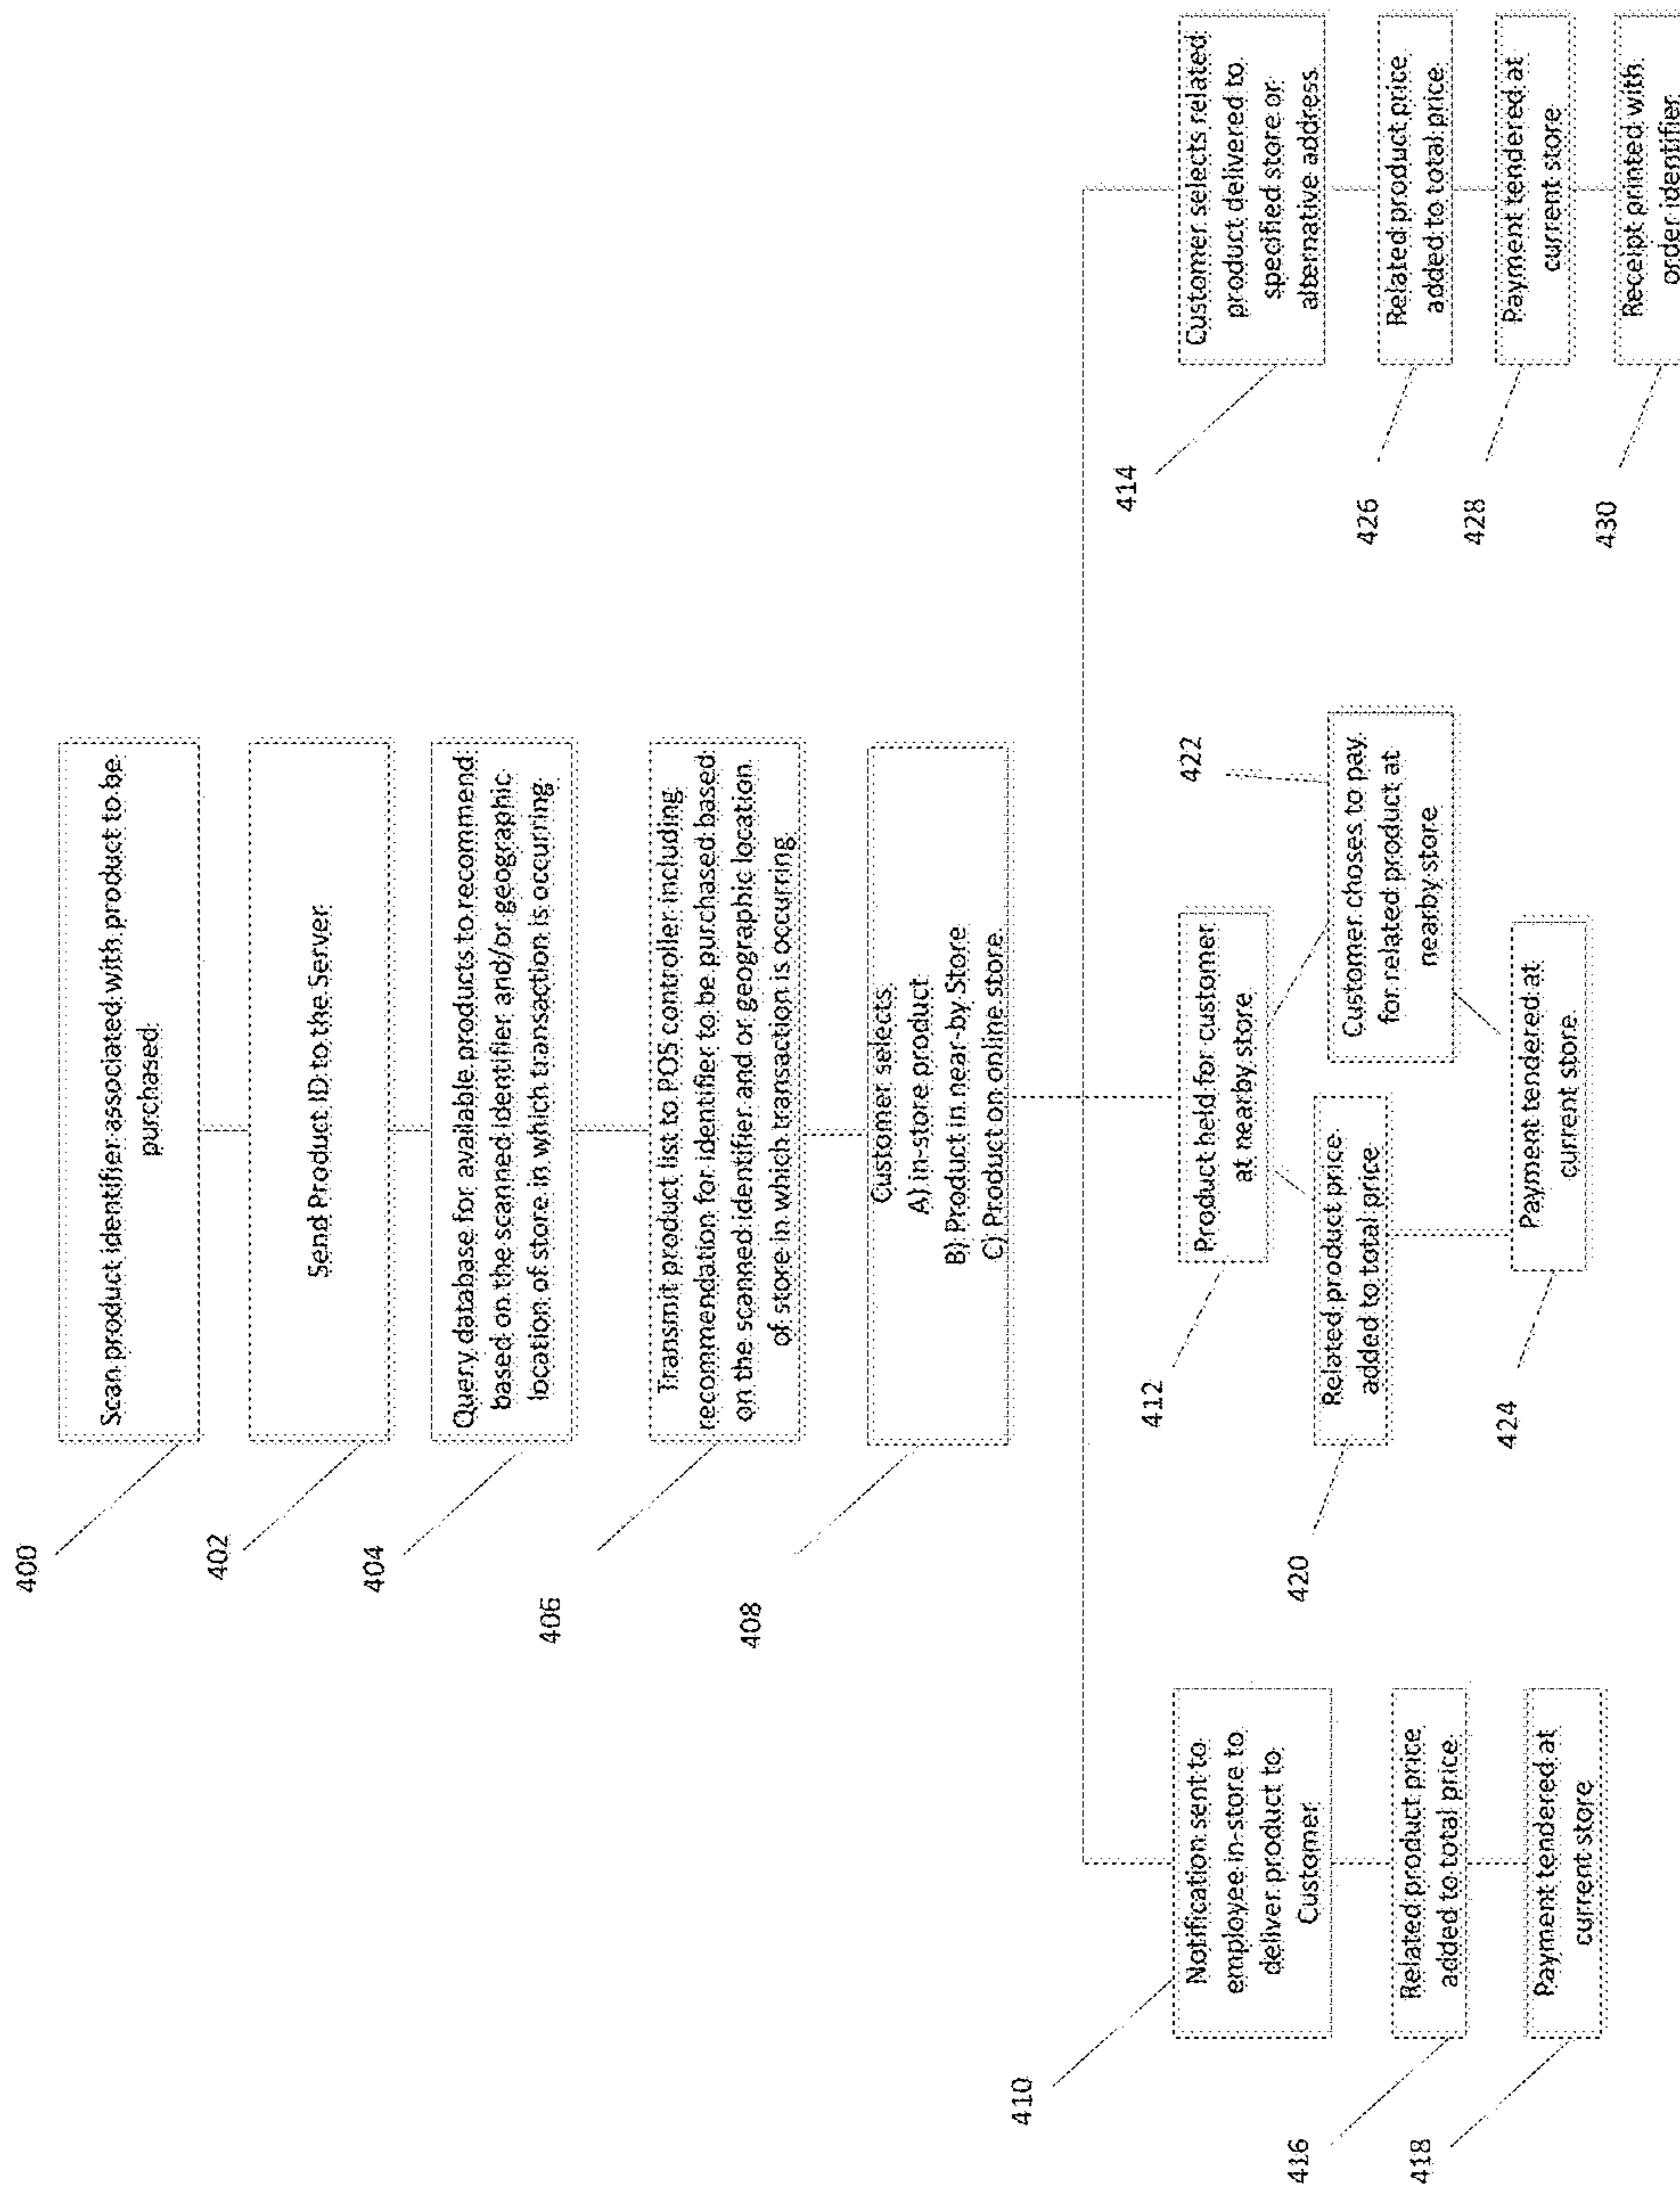 400
Scan product identifier associated with product to be
purchased
402
Send Product ID to the Server
404
Query database for available products to recommend
based on the scanned identifier and/or geographic
location of store in which transaction is occurring
406
Transmit product list to POS controller including
recommendation for identifier to be purchased based
on the scanned identifier and or geographic location
of store in which transaction is occurring
408
Customer selects
A) in-store product
B) Product in near-by Store
C) Product on online store
410
Notification sent to
employee in-store to
deliver product to
Customer
416
Related product price
added to total price
418
Payment tendered at
current store
412
Product held for customer
at nearby store
420
Related product price
added to total price
422
Customer choses to pay
for related product at
nearby store
424
Payment tendered at
current store
414
Customer selects related
product delivered to
specified store or
alternative address
426
Related product price
added to total price
428
Payment tendered at
current store
430
Receipt printed with
order identifier